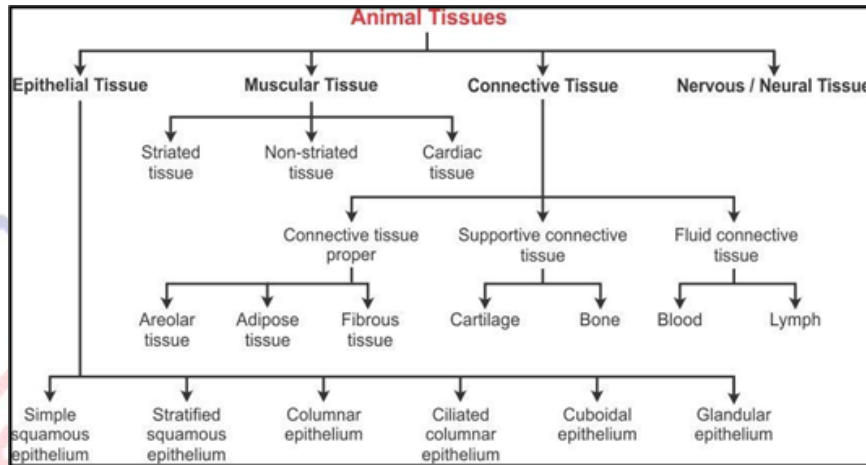 Animal Tissues
Epithelial Tissue
Muscular Tissue
Connective Tissue
Nervous / Neural Tissue
Striated
tissue
Non-striated
tissue
Cardiac
tissue
Connective tissue
proper
Supportive connective
tissue
Fluid connective
tissue
Areolar
tissue
Adipose
tissue
Fibrous
tissue
Cartilage
Bone
Blood
Lymph
Simple
squamous
epithelium
Stratified
squamous
epithelium
Columnar
epithelium
Ciliated
columnar
epithelium
Cuboidal
epithelium
Glandular
epithelium